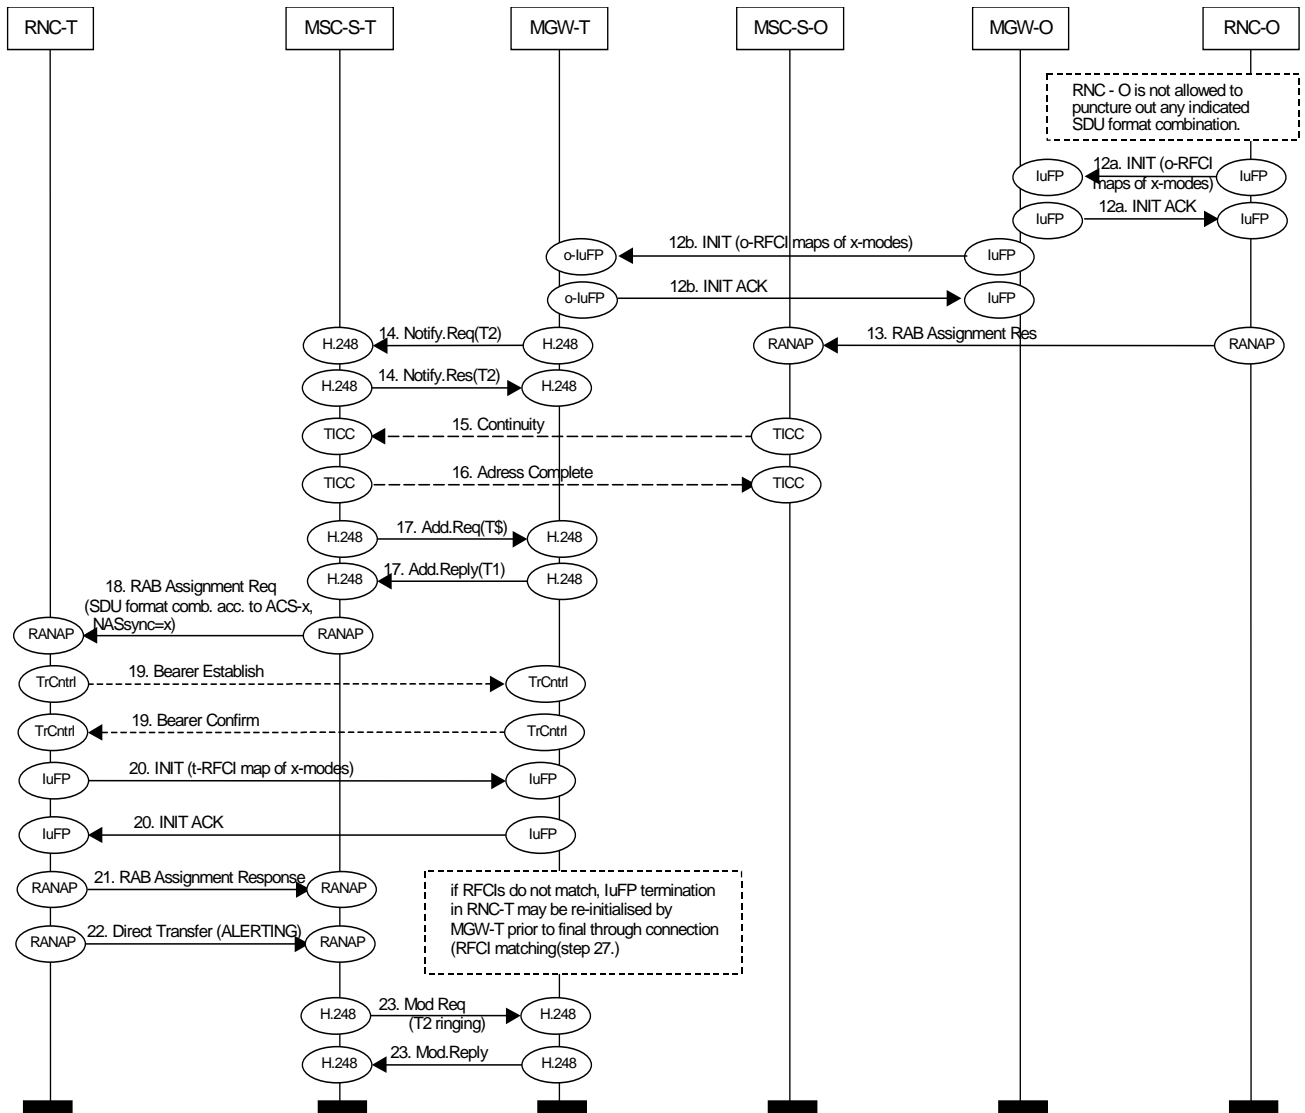 RNC-T
MSC-S-T
MGW-T
MSC-S-O
MGW-O
RNC-O
RNC - O is not allowed to
puncture out any indicated
SDU format combination.
IuFP
12a. INIT (o-RFCI
maps of x-modes)
IuFP
IuFP
12a. INIT ACK
IuFP
o-IuFP
12b. INIT (o-RFCI maps of x-modes)
IuFP
o-IuFP
12b. INIT ACK
IuFP
H.248
14. Notify.Req(T2)
H.248
RANAP
13. RAB Assignment Res
RANAP
H.248
14. Notify.Res(T2)
H.248
TICC
15. Continuity
TICC
TICC
16. Adress Complete
TICC
H.248
17. Add.Req(T$)
H.248
H.248
17. Add.Reply(T1)
H.248
18. RAB Assignment Req
(SDU format comb. acc. to ACS-x,
NASsync=x)
RANAP
RANAP
TrCntrl
19. Bearer Establish
TrCntrl
TrCntrl
19. Bearer Confirm
TrCntrl
IuFP
20. INIT (t-RFCI map of x-modes)
IuFP
IuFP
20. INIT ACK
IuFP
RANAP
21. RAB Assignment Response
RANAP
if RFCIs do not match, IuFP termination
in RNC-T may be re-initialised by
MGW-T prior to final through connection
(RFCI matching(step 27.)
RANAP
22. Direct Transfer (ALERTING)
RANAP
H.248
23. Mod Req
(T2 ringing)
H.248
H.248
23. Mod.Reply
H.248